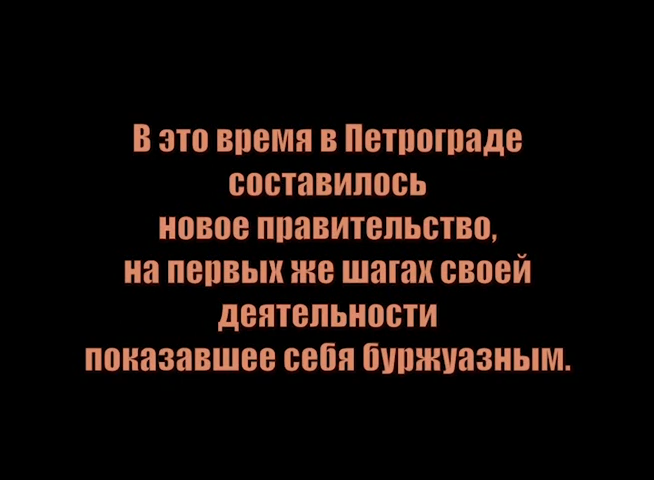 В это время в Петрограде
составилось
новое правительство,
на первых же шагах своей
деятельности
показавшее себя буржуазным.